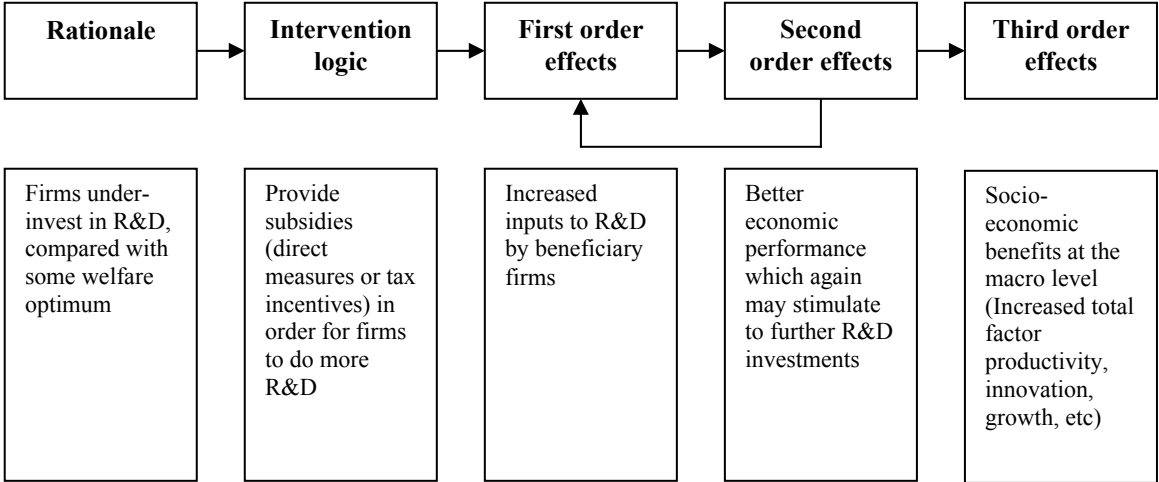 Rationale
Intervention
logic
First order
effects
Second
order effects
Third order
effects
Firms under-
invest in R&D,
compared with
some welfare
optimum
Provide
subsidies
(direct
measures or tax
incentives) in
order for firms
to do more
R&D
Increased
inputs to R&D
by beneficiary
firms
Better
economic
performance
which again
may stimulate
to further R&D
investments
Socio-
economic
benefits at the
macro level
(Increased total
factor
productivity,
innovation,
growth, etc)